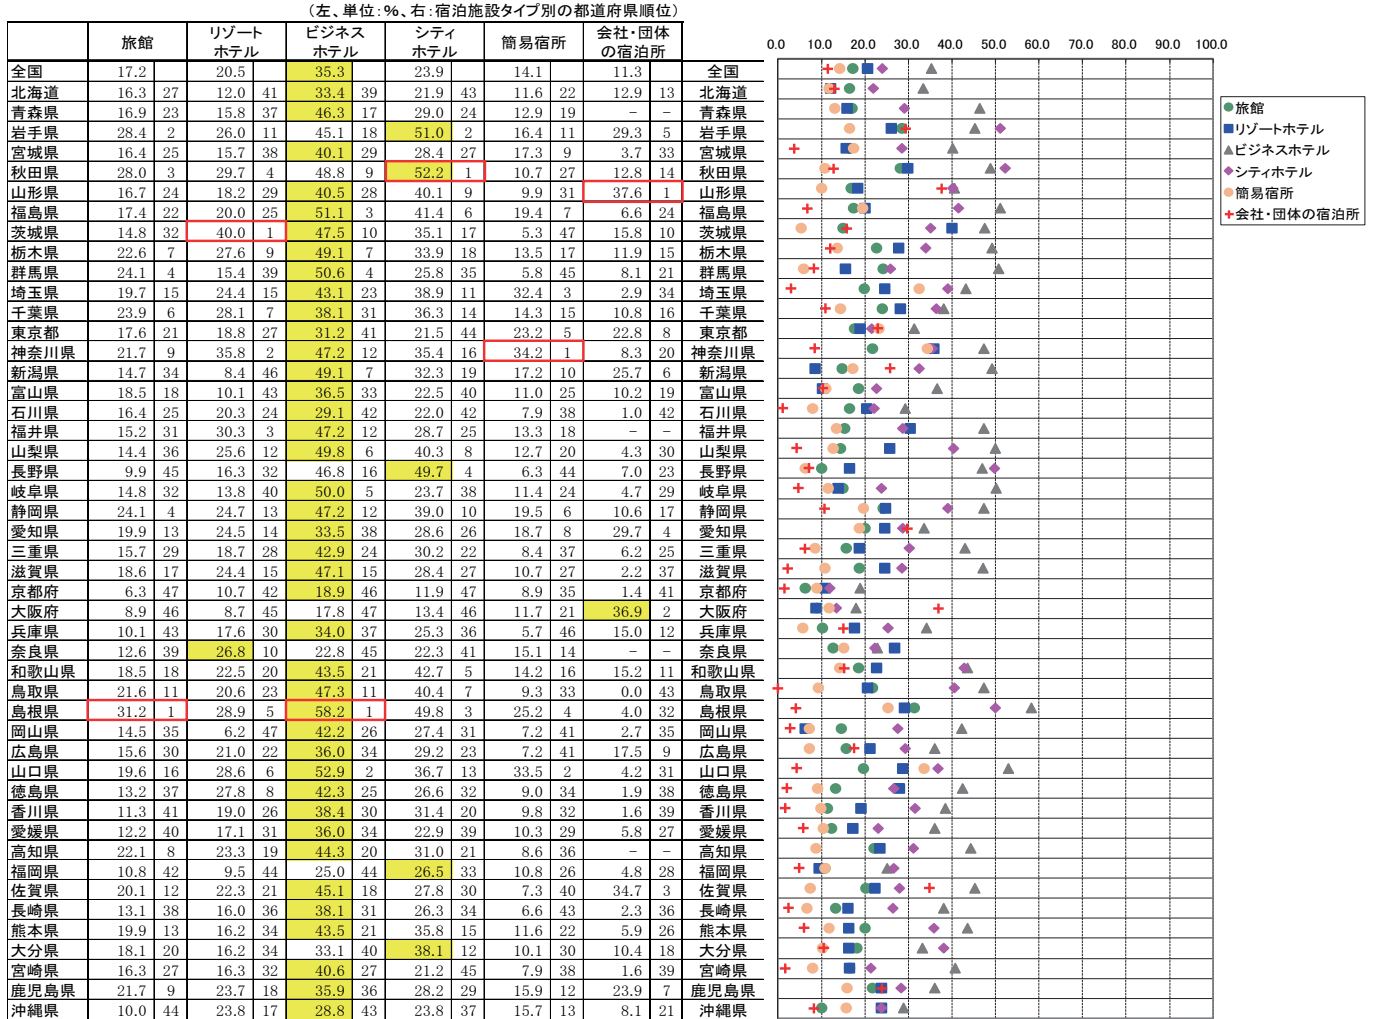 （左、単位：％、右：宿泊施設タイプ別の都道府県順位）
旅館 リゾートホテル ビジネスホテル シティホテル 簡易宿所 会社・団体の宿泊所
0.0 10.0 20.0 30.0 40.0 50.0 60.0 70.0 80.0 90.0 100.0
全国 17.2 20.5 35.3 23.9 14.1 11.3 全国
北海道 16.3 27 12.0 41 33.4 39 21.9 43 11.6 22 12.9 13 北海道
青森県 16.9 23 15.8 37 46.3 17 29.0 24 12.9 19 － － 青森県
岩手県 28.4 2 26.0 11 45.1 18 51.0 2 16.4 11 29.3 5 岩手県
宮城県 16.4 25 15.7 38 40.1 29 28.4 27 17.3 9 3.7 33 宮城県
秋田県 28.0 3 29.7 4 48.8 9 52.2 1 10.7 27 12.8 14 秋田県
山形県 16.7 24 18.2 29 40.5 28 40.1 9 9.9 31 37.6 1 山形県
福島県 17.4 22 20.0 25 51.1 3 41.4 6 19.4 7 6.6 24 福島県
茨城県 14.8 32 40.0 1 47.5 10 35.1 17 5.3 47 15.8 10 茨城県
栃木県 22.6 7 27.6 9 49.1 7 33.9 18 13.5 17 11.9 15 栃木県
群馬県 24.1 4 15.4 39 50.6 4 25.8 35 5.8 45 8.1 21 群馬県
埼玉県 19.7 15 24.4 15 43.1 23 38.9 11 32.4 3 2.9 34 埼玉県
千葉県 23.9 6 28.1 7 38.1 31 36.3 14 14.3 15 10.8 16 千葉県
東京都 17.6 21 18.8 27 31.2 41 21.5 44 23.2 5 22.8 8 東京都
神奈川県 21.7 9 35.8 2 47.2 12 35.4 16 34.2 1 8.3 20 神奈川県
新潟県 14.7 34 8.4 46 49.1 7 32.3 19 17.2 10 25.7 6 新潟県
富山県 18.5 18 10.1 43 36.5 33 22.5 40 11.0 25 10.2 19 富山県
石川県 16.4 25 20.3 24 29.1 42 22.0 42 7.9 38 1.0 42 石川県
福井県 15.2 31 30.3 3 47.2 12 28.7 25 13.3 18 － － 福井県
山梨県 14.4 36 25.6 12 49.8 6 40.3 8 12.7 20 4.3 30 山梨県
長野県 9.9 45 16.3 32 46.8 16 49.7 4 6.3 44 7.0 23 長野県
岐阜県 14.8 32 13.8 40 50.0 5 23.7 38 11.4 24 4.7 29 岐阜県
静岡県 24.1 4 24.7 13 47.2 12 39.0 10 19.5 6 10.6 17 静岡県
愛知県 19.9 13 24.5 14 33.5 38 28.6 26 18.7 8 29.7 4 愛知県
三重県 15.7 29 18.7 28 42.9 24 30.2 22 8.4 37 6.2 25 三重県
滋賀県 18.6 17 24.4 15 47.1 15 28.4 27 10.7 27 2.2 37 滋賀県
京都府 6.3 47 10.7 42 18.9 46 11.9 47 8.9 35 1.4 41 京都府
大阪府 8.9 46 8.7 45 17.8 47 13.4 46 11.7 21 36.9 2 大阪府
兵庫県 10.1 43 17.6 30 34.0 37 25.3 36 5.7 46 15.0 12 兵庫県
奈良県 12.6 39 26.8 10 22.8 45 22.3 41 15.1 14 － － 奈良県
和歌山県 18.5 18 22.5 20 43.5 21 42.7 5 14.2 16 15.2 11 和歌山県
鳥取県 21.6 11 20.6 23 47.3 11 40.4 7 9.3 33 0.0 43 鳥取県
島根県 31.2 1 28.9 5 58.2 1 49.8 3 25.2 4 4.0 32 島根県
岡山県 14.5 35 6.2 47 42.2 26 27.4 31 7.2 41 2.7 35 岡山県
広島県 15.6 30 21.0 22 36.0 34 29.2 23 7.2 41 17.5 9 広島県
山口県 19.6 16 28.6 6 52.9 2 36.7 13 33.5 2 4.2 31 山口県
徳島県 13.2 37 27.8 8 42.3 25 26.6 32 9.0 34 1.9 38 徳島県
香川県 11.3 41 19.0 26 38.4 30 31.4 20 9.8 32 1.6 39 香川県
愛媛県 12.2 40 17.1 31 36.0 34 22.9 39 10.3 29 5.8 27 愛媛県
高知県 22.1 8 23.3 19 44.3 20 31.0 21 8.6 36 － － 高知県
福岡県 10.8 42 9.5 44 25.0 44 26.5 33 10.8 26 4.8 28 福岡県
佐賀県 20.1 12 22.3 21 45.1 18 27.8 30 7.3 40 34.7 3 佐賀県
長崎県 13.1 38 16.0 36 38.1 31 26.3 34 6.6 43 2.3 36 長崎県
熊本県 19.9 13 16.2 34 43.5 21 35.8 15 11.6 22 5.9 26 熊本県
大分県 18.1 20 16.2 34 33.1 40 38.1 12 10.1 30 10.4 18 大分県
宮崎県 16.3 27 16.3 32 40.6 27 21.2 45 7.9 38 1.6 39 宮崎県
鹿児島県 21.7 9 23.7 18 35.9 36 28.2 29 15.9 12 23.9 7 鹿児島県
沖縄県 10.0 44 23.8 17 28.8 43 23.8 37 15.7 13 8.1 21 沖縄県
旅館
リゾートホテル
ビジネスホテル
シティホテル
簡易宿所
会社・団体の宿泊所